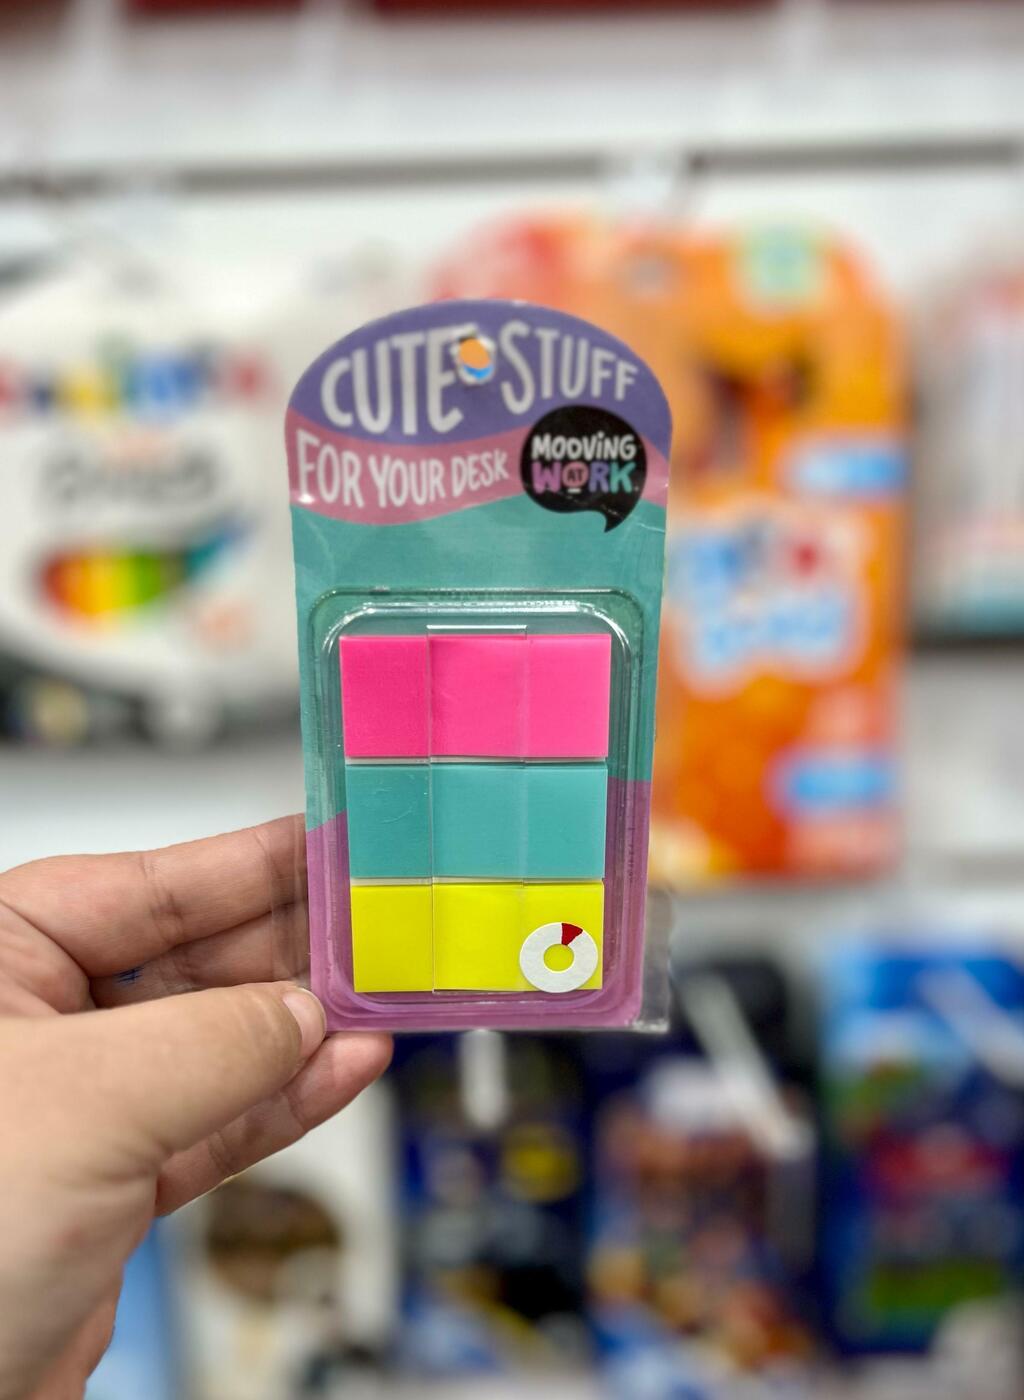 CUTE STUFF
FOR YOUR DESK
MOOVING
AT
WORK